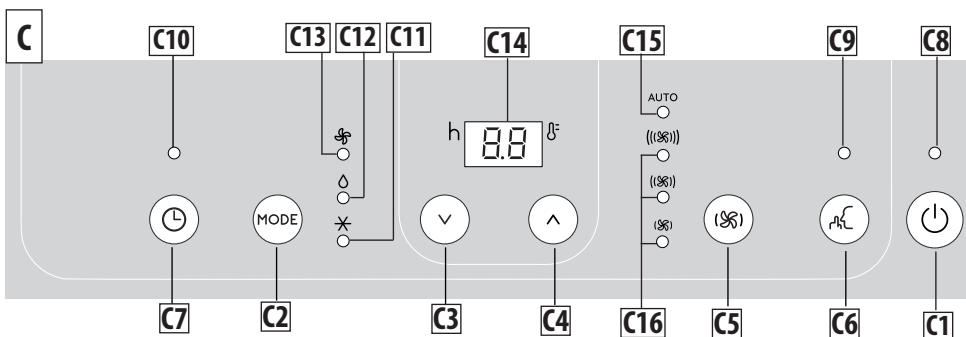 C
C10 C13 C12 C11 C14 C15 C9 C8
AUTO
h 8.8
MODE
C7 C2 C3 C4 C16 C5 C6 C1